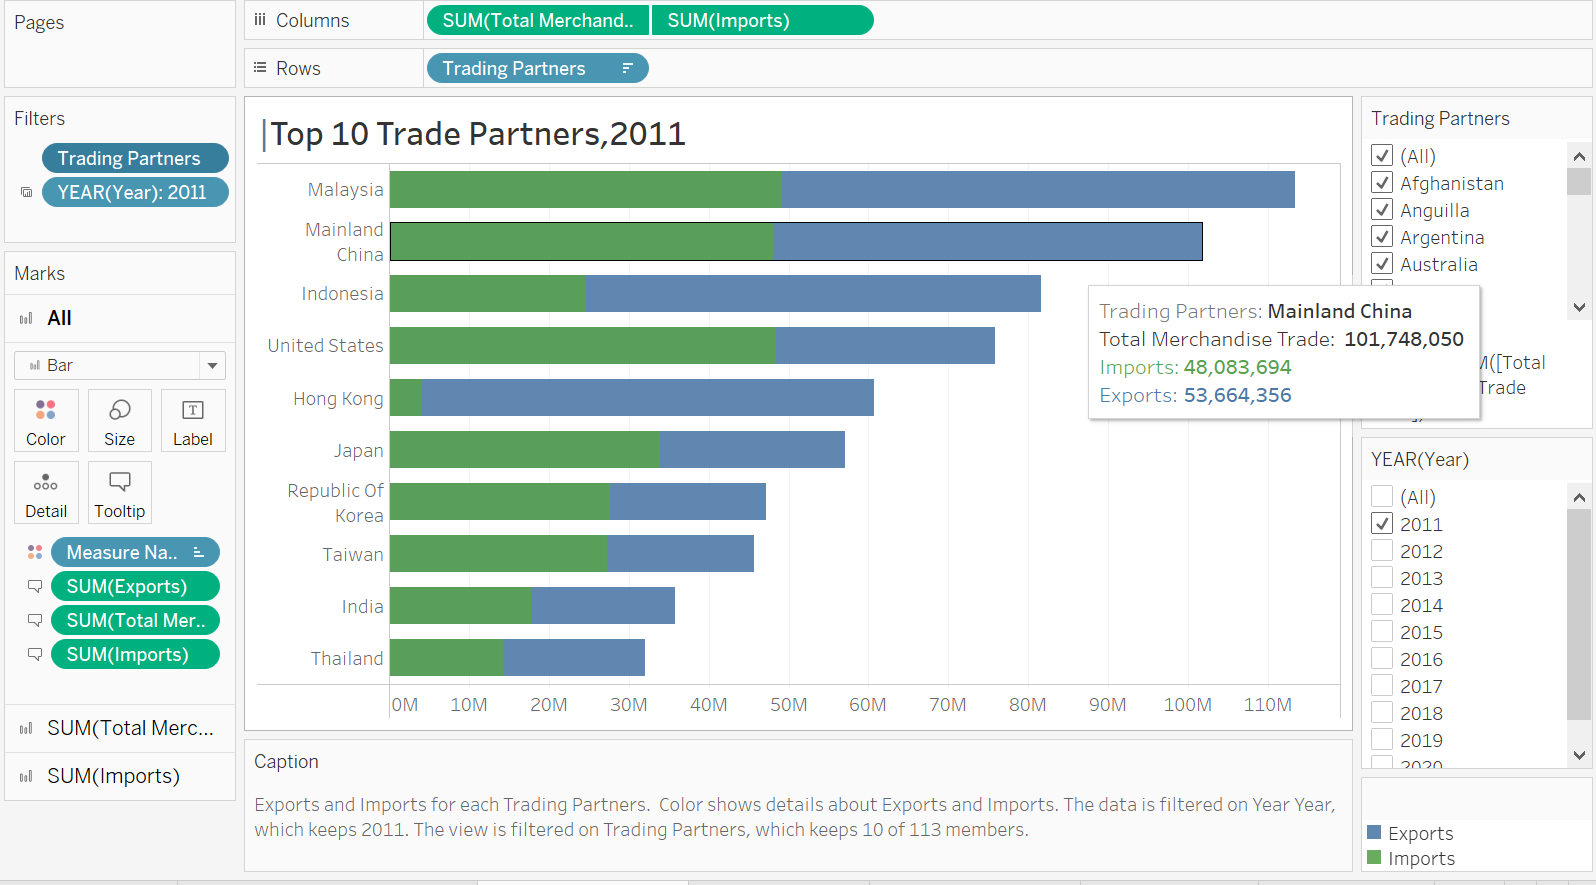 Pages
Columns
SUM(Total Merchand..
SUM(Imports)
Rows
Trading Partners
Filters
Trading Partners
YEAR(Year): 2011
Marks
All
Bar
Color
Size
Label
Detail
Tooltip
Measure Na..
SUM(Exports)
SUM(Total Mer..
SUM(Imports)
SUM(Total Merc...
SUM(Imports)
Top 10 Trade Partners,2011
Malaysia
Mainland
China
Indonesia
United States
Hong Kong
Japan
Republic Of
Korea
Taiwan
India
Thailand
0M 10M 20M 30M 40M 50M 60M 70M 80M 90M 100M 110M
Trading Partners: Mainland China
Total Merchandise Trade: 101,748,050
Imports: 48,083,694
Exports: 53,664,356
Caption
Exports and Imports for each Trading Partners. Color shows details about Exports and Imports. The data is filtered on Year Year,
which keeps 2011. The view is filtered on Trading Partners, which keeps 10 of 113 members.
Trading Partners
(All)
Afghanistan
Anguilla
Argentina
Australia
([Total
Trade
YEAR(Year)
(All)
2011
2012
2013
2014
2015
2016
2017
2018
2019
2020
Exports
Imports